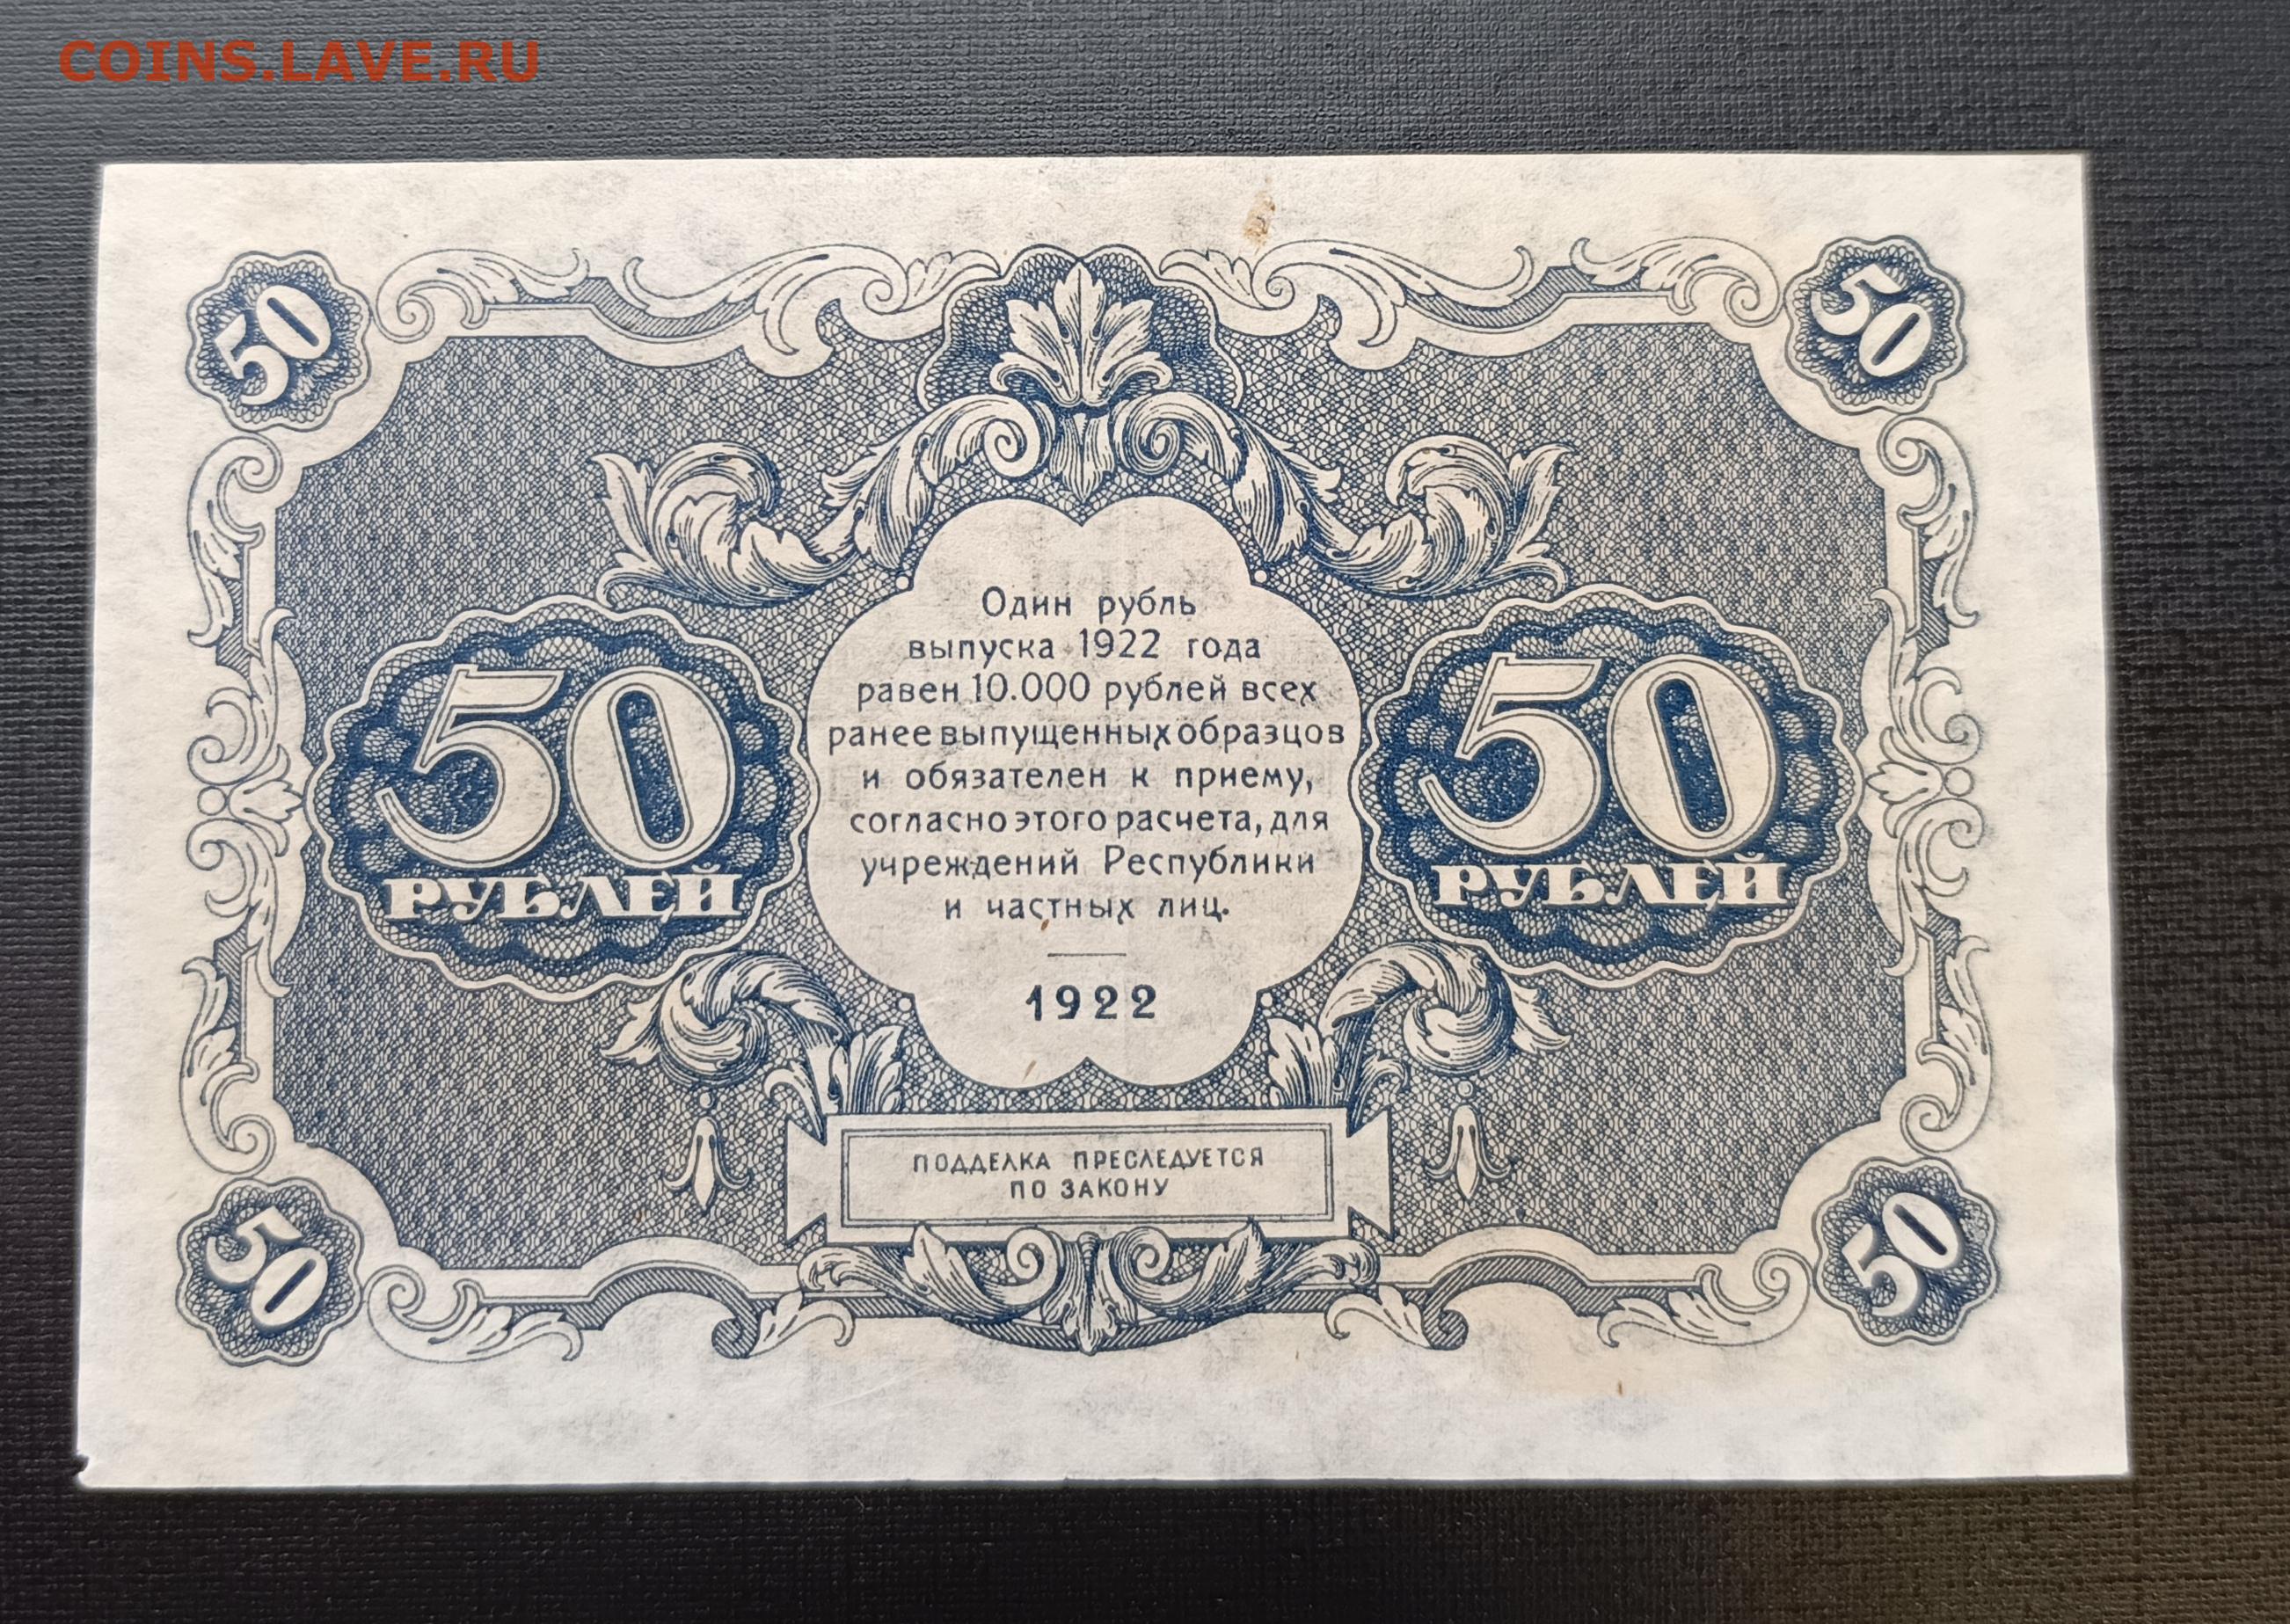 COINS.LAVE.RU
50
50
Один рубль
выпуска 1922 года
равен 10.000 рублей всех
ранее выпущенных образцов
и обязателен к приему,
согласно этого расчета, для
учреждений Республики
и частных лиц.
1922
50
РУБЛЕЙ
50
РУБЛЕЙ
ПОДДЕЛКА ПРЕСЛЕДУЕТСЯ
ПО ЗАКОНУ
50
50